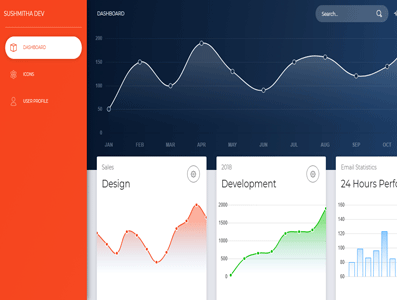 SUSHMITHA DEV
DASHBOARD
ICONS
USER PROFILE
DASHBOARD
Search..
200
150
100
50
0
JAN FEB MAR APR MAY JUN JUL AUG SEP OCT
Sales
Design
2018
Development
2000
1500
1000
500
0
Email Statistics
24 Hours Perfo
160
140
120
100
80
60